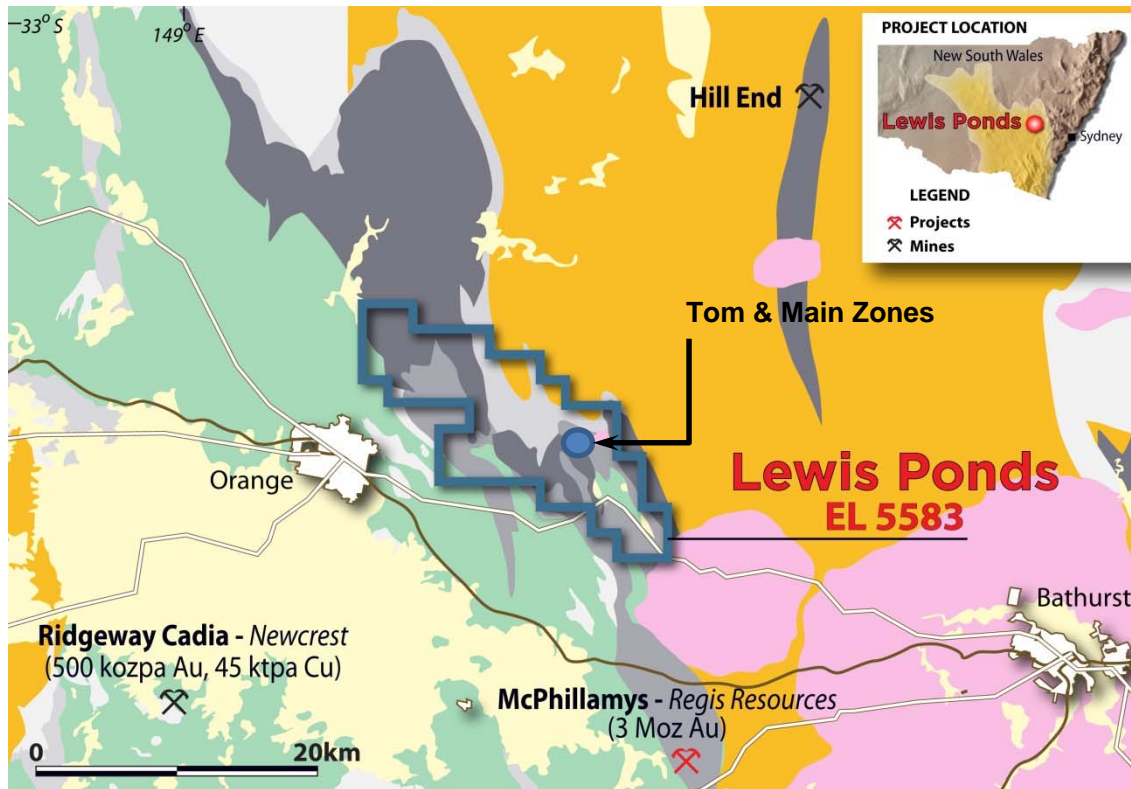 33° S
149° E
PROJECT LOCATION
New South Wales
Lewis Ponds
Sydney
LEGEND
Projects
Mines
Hill End
Tom & Main Zones
Orange
Lewis Ponds
EL 5583
Bathurst
Ridgeway Cadia - Newcrest
(500 kozpa Au, 45 ktpa Cu)
McPhillamys - Regis Resources
(3 Moz Au)
0 20km